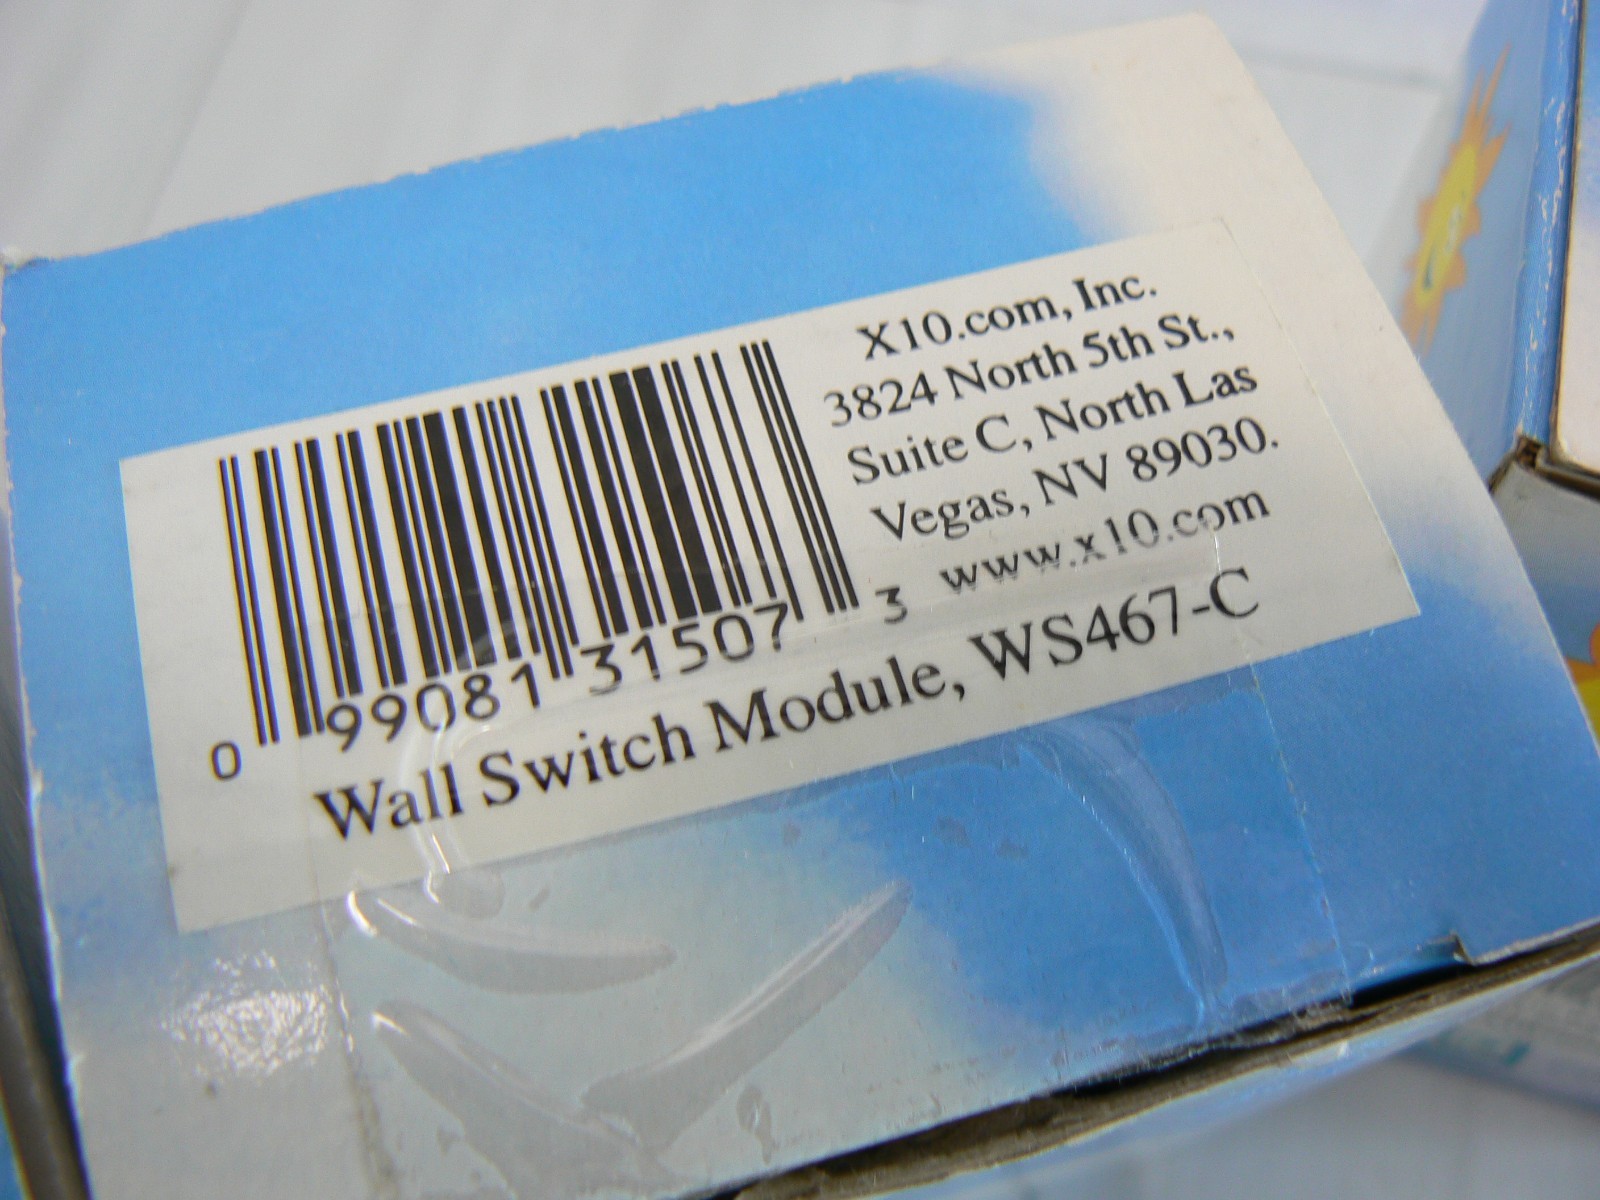 X10.com, Inc.
3824 North 5th St.,
Suite C, North Las
Vegas, NV 89030.
www.x10.com
0 99081 31507 3
Wall Switch Module, WS467-C